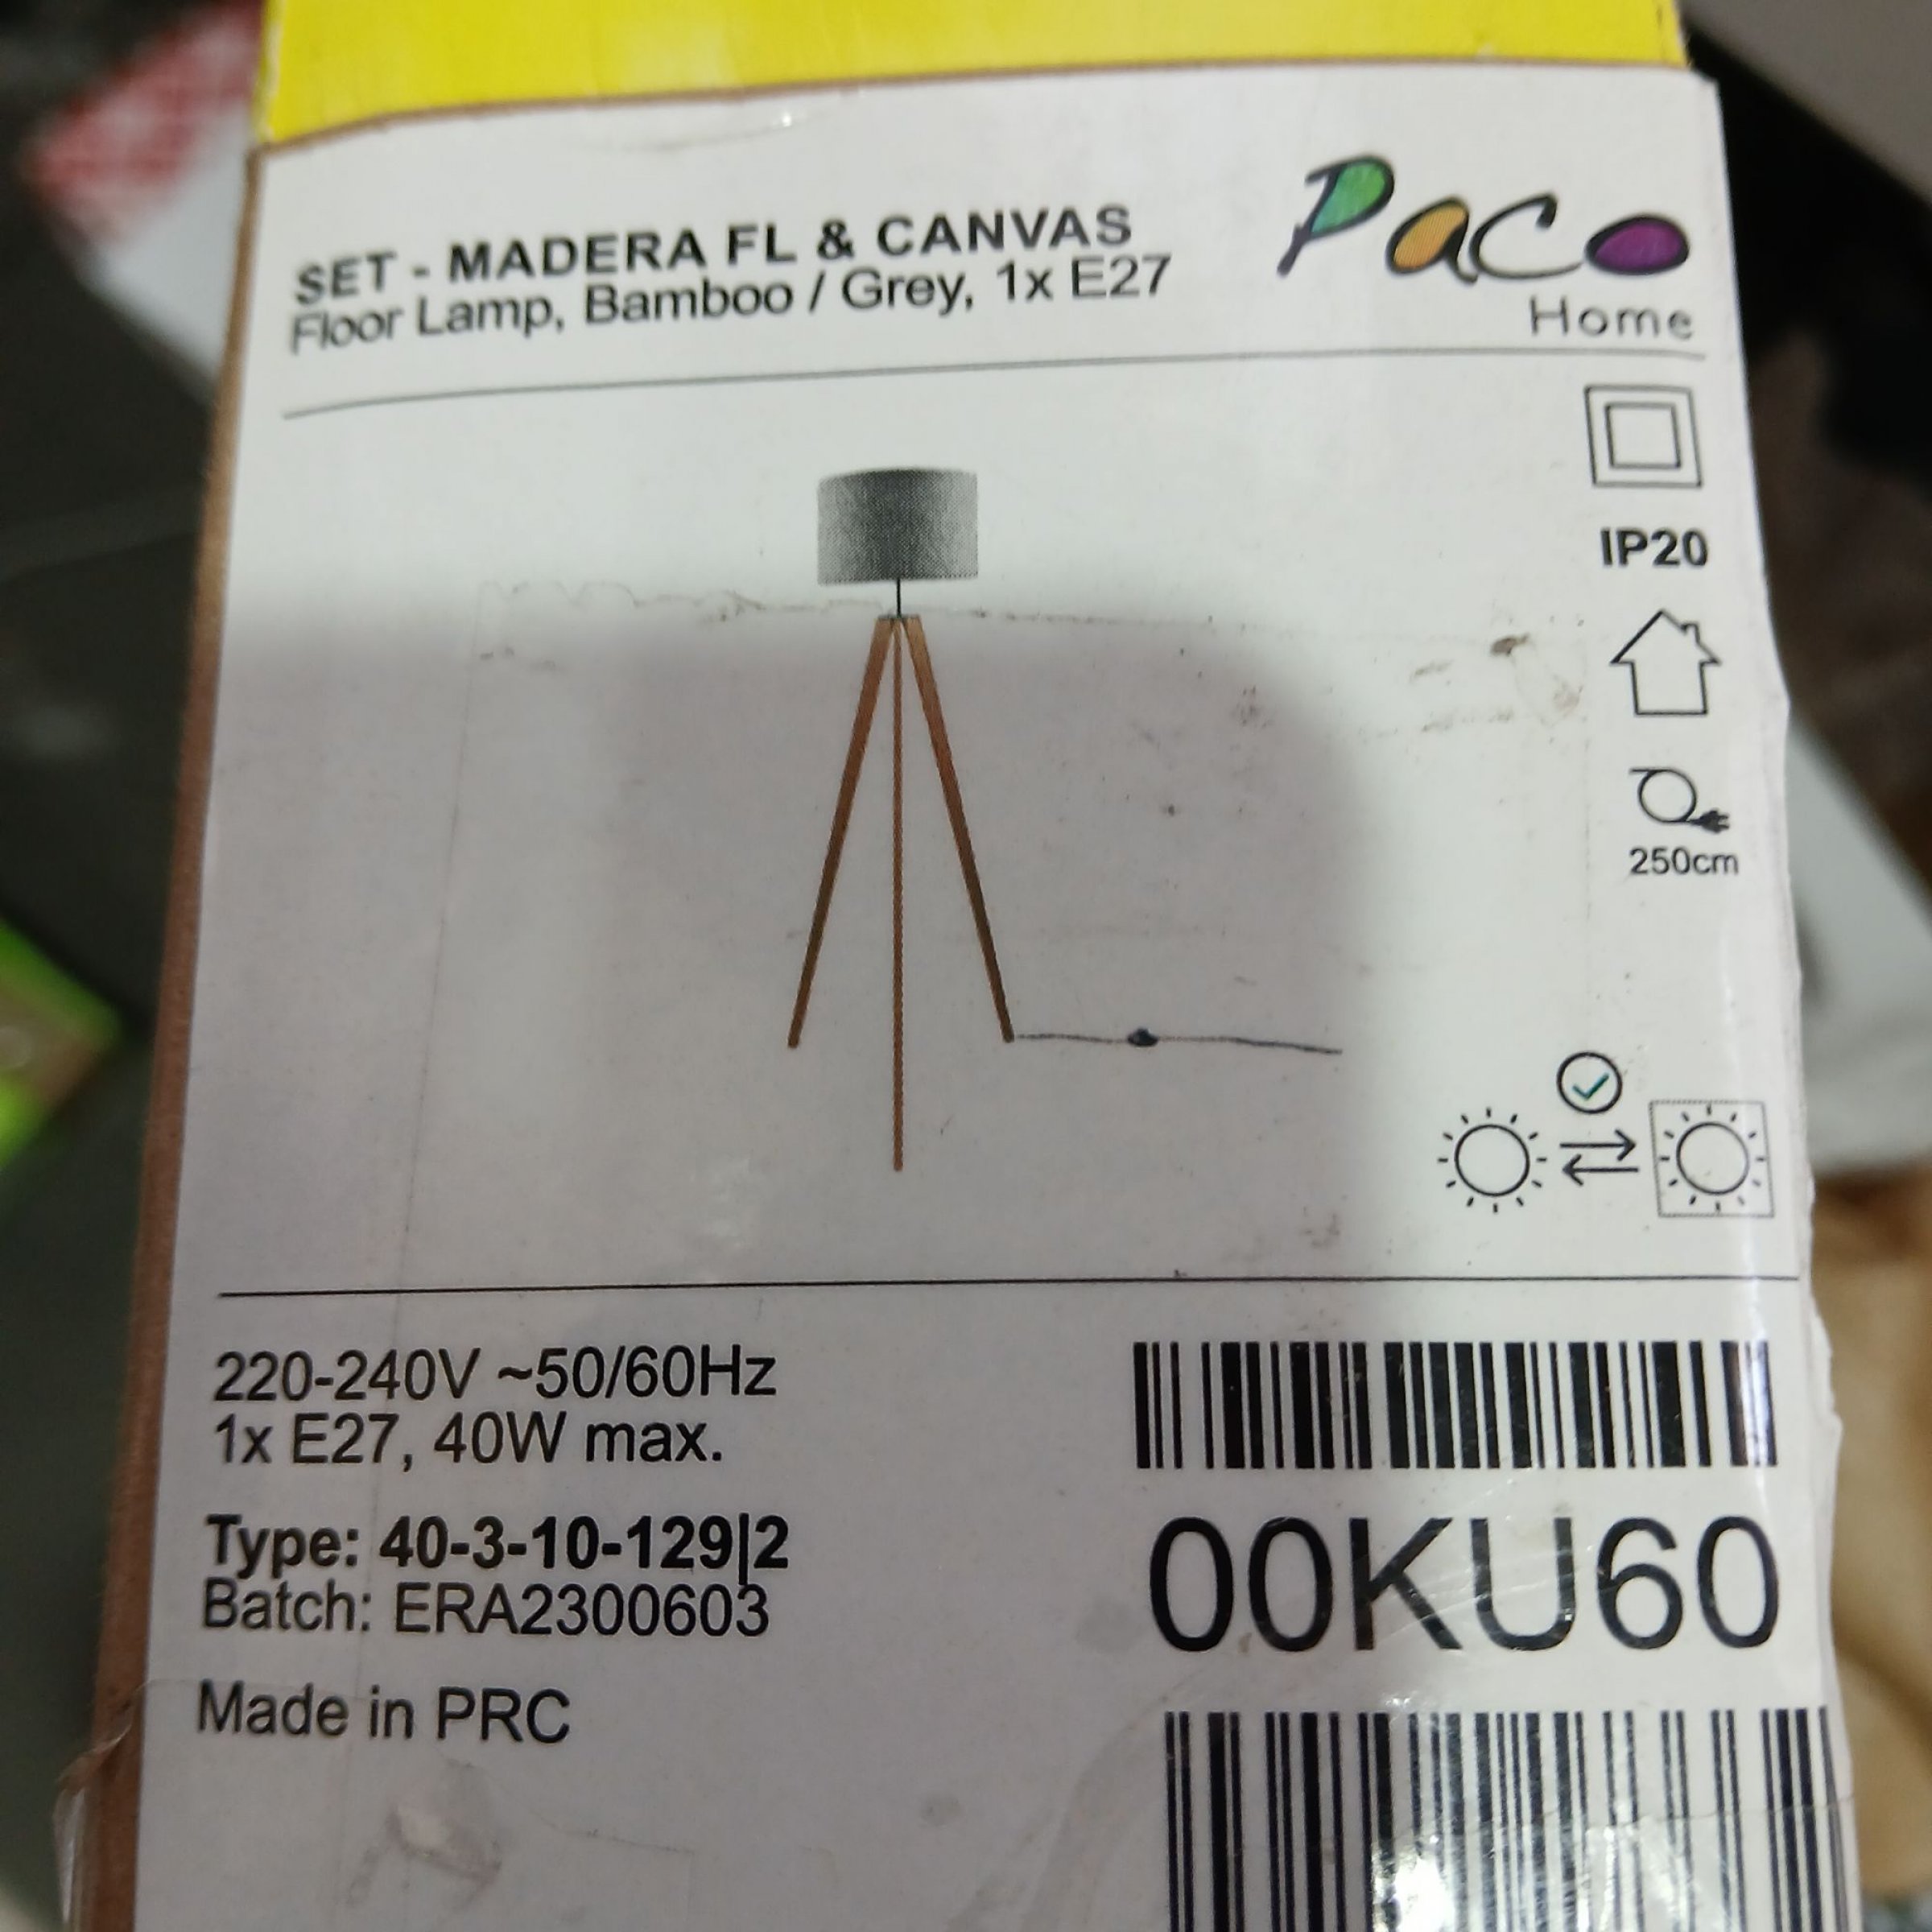 SET - MADERA FL & CANVAS
Floor Lamp, Bamboo / Grey, 1x E27
Paco
Home
IP20
250cm
220-240V ~50/60Hz
1x E27, 40W max.
Type: 40-3-10-129|2
Batch: ERA2300603
Made in PRC
00KU60